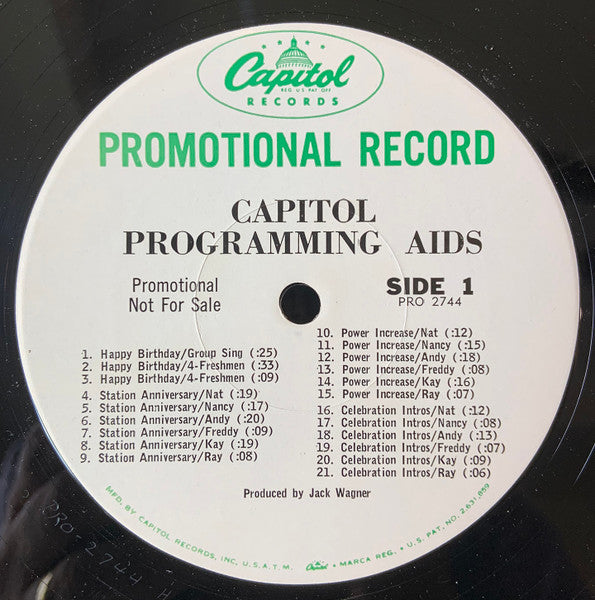 Capitol
REG. U.S. PAT. OFF.
RECORDS
PROMOTIONAL RECORD
CAPITOL
PROGRAMMING AIDS
Promotional
Not For Sale
SIDE 1
PRO 2744
1. Happy Birthday/Group Sing (:25)
2. Happy Birthday/4-Freshmen (:33)
3. Happy Birthday/4-Freshmen (:09)
4. Station Anniversary/Nat (:19)
5. Station Anniversary/Nancy (:17)
6. Station Anniversary/Andy (:20)
7. Station Anniversary/Freddy (:09)
8. Station Anniversary/Kay (:19)
9. Station Anniversary/Ray (:08)
10. Power Increase/Nat (:12)
11. Power Increase/Nancy (:15)
12. Power Increase/Andy (:18)
13. Power Increase/Freddy (:08)
14. Power Increase/Kay (:16)
15. Power Increase/Ray (:07)
16. Celebration Intros/Nat (:12)
17. Celebration Intros/Nancy (:08)
18. Celebration Intros/Andy (:13)
19. Celebration Intros/Freddy (:07)
20. Celebration Intros/Kay (:09)
21. Celebration Intros/Ray (:06)
Produced by Jack Wagner
MFD. BY CAPITOL RECORDS, INC. U.S.A. T.M. Capitol MARCA REG. • U.S. PAT. NO. 2,631,859
PRO-2744